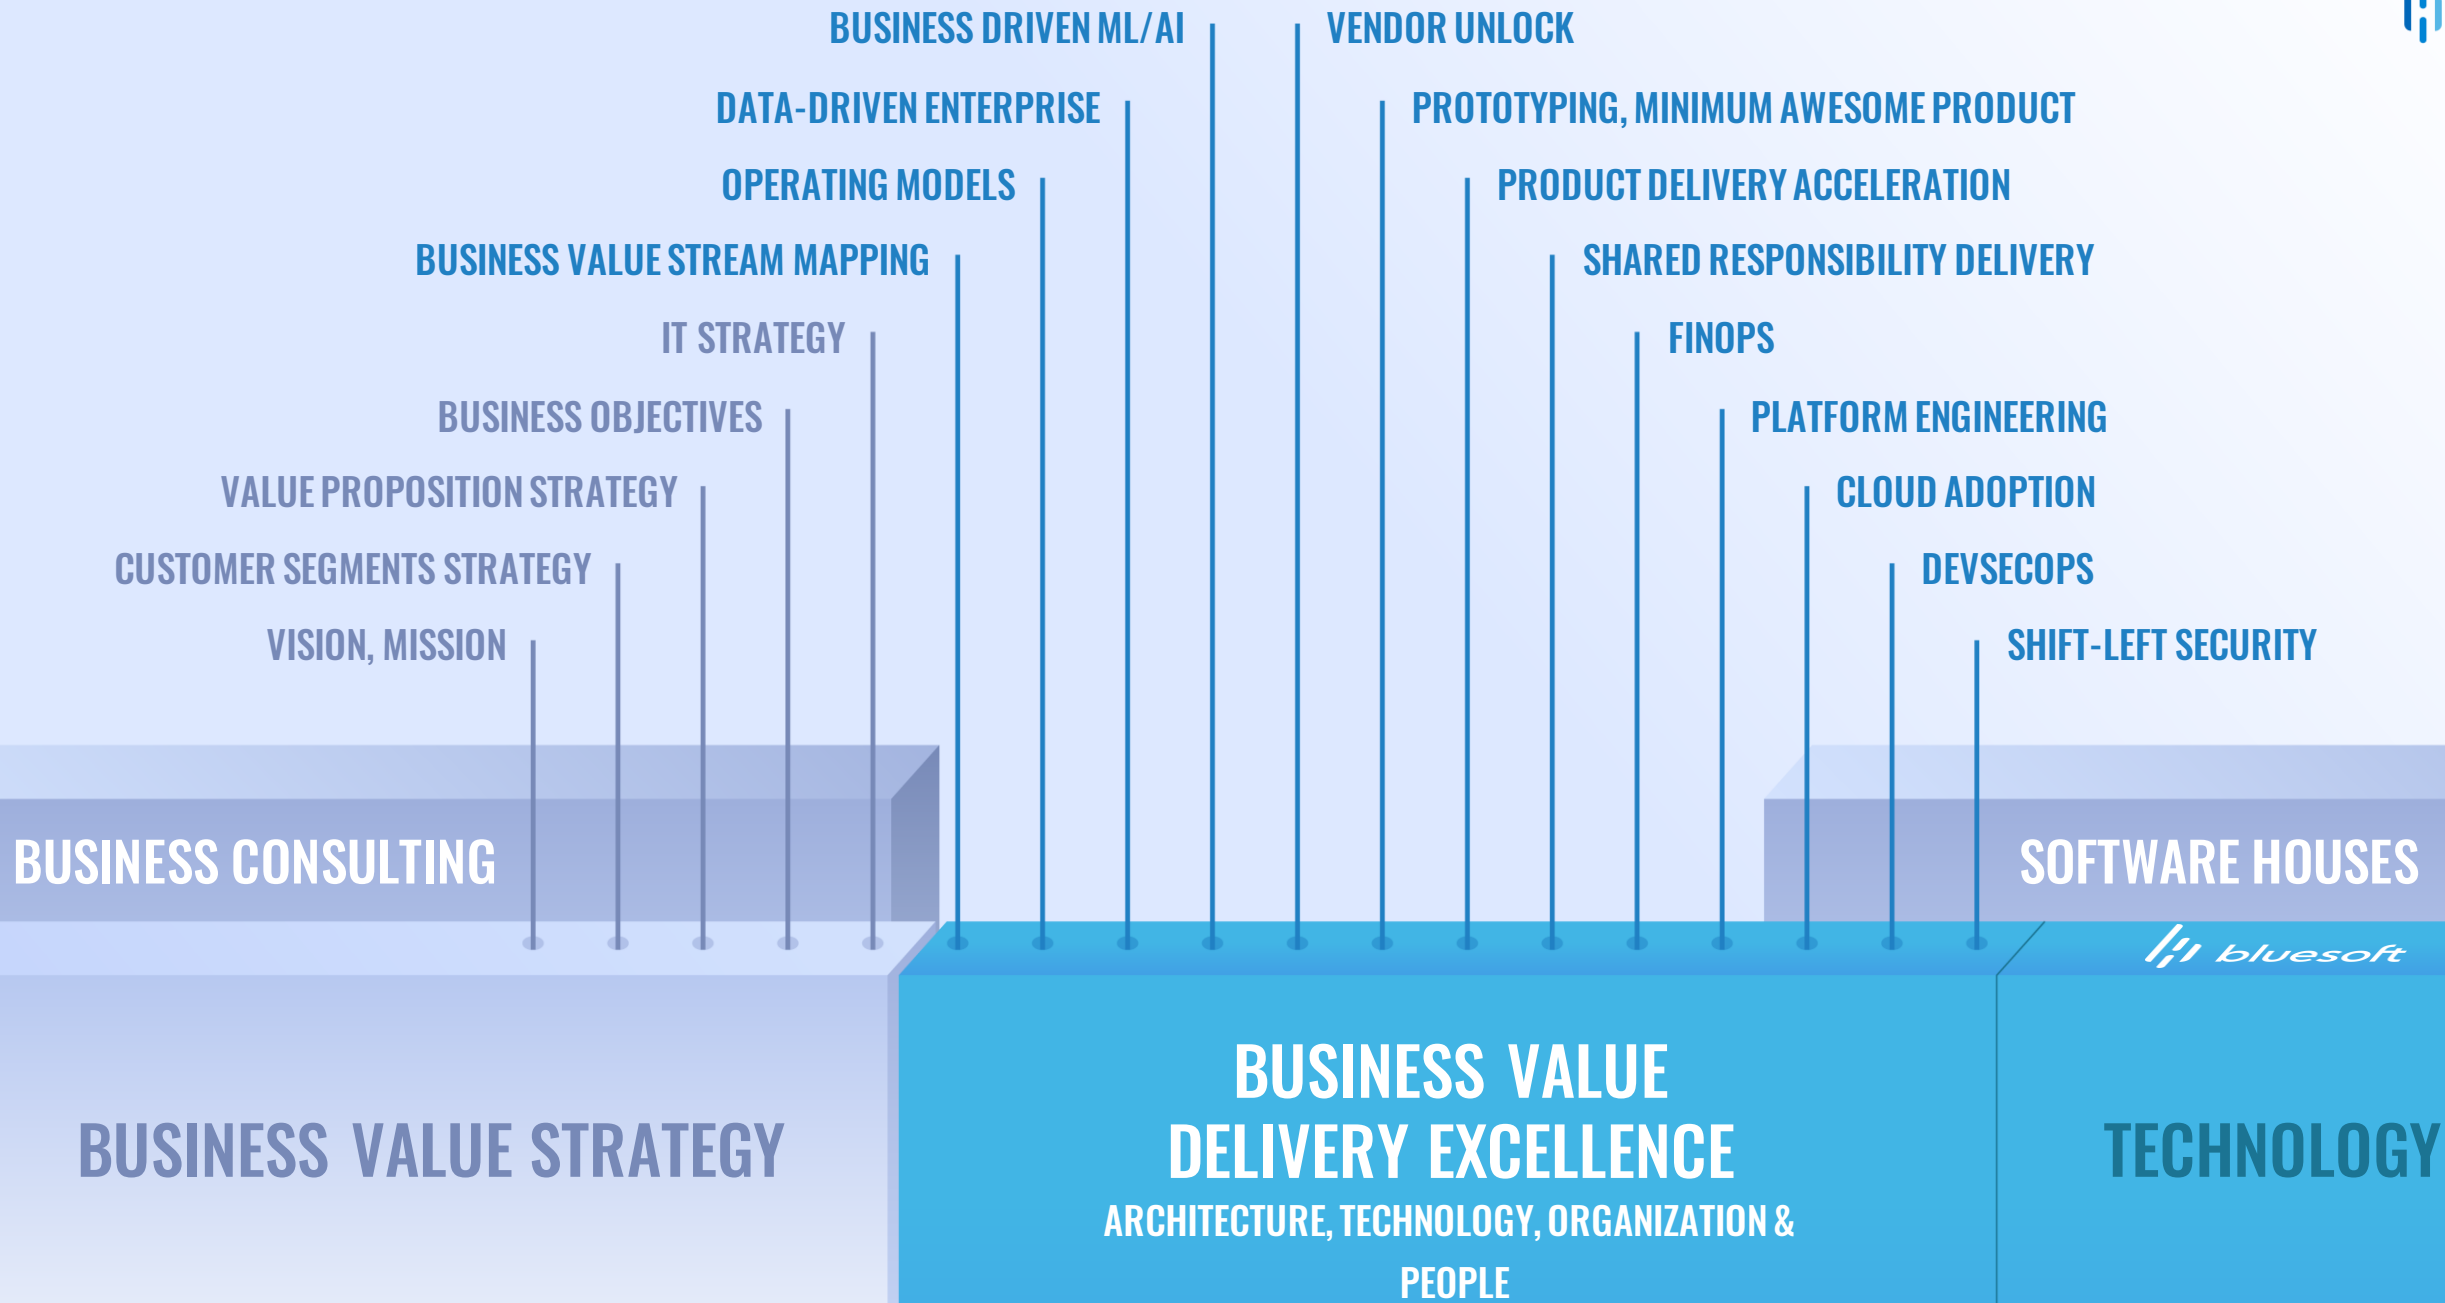 BUSINESS DRIVEN ML/AI
VENDOR UNLOCK
DATA-DRIVEN ENTERPRISE
PROTOTYPING, MINIMUM AWESOME PRODUCT
OPERATING MODELS
PRODUCT DELIVERY ACCELERATION
BUSINESS VALUE STREAM MAPPING
SHARED RESPONSIBILITY DELIVERY
IT STRATEGY
FINOPS
BUSINESS OBJECTIVES
PLATFORM ENGINEERING
VALUE PROPOSITION STRATEGY
CLOUD ADOPTION
CUSTOMER SEGMENTS STRATEGY
DEVSECOPS
VISION, MISSION
SHIFT-LEFT SECURITY
BUSINESS CONSULTING
SOFTWARE HOUSES
bluesoft
BUSINESS VALUE STRATEGY
BUSINESS VALUE
DELIVERY EXCELLENCE
ARCHITECTURE, TECHNOLOGY, ORGANIZATION &
PEOPLE
TECHNOLOGY